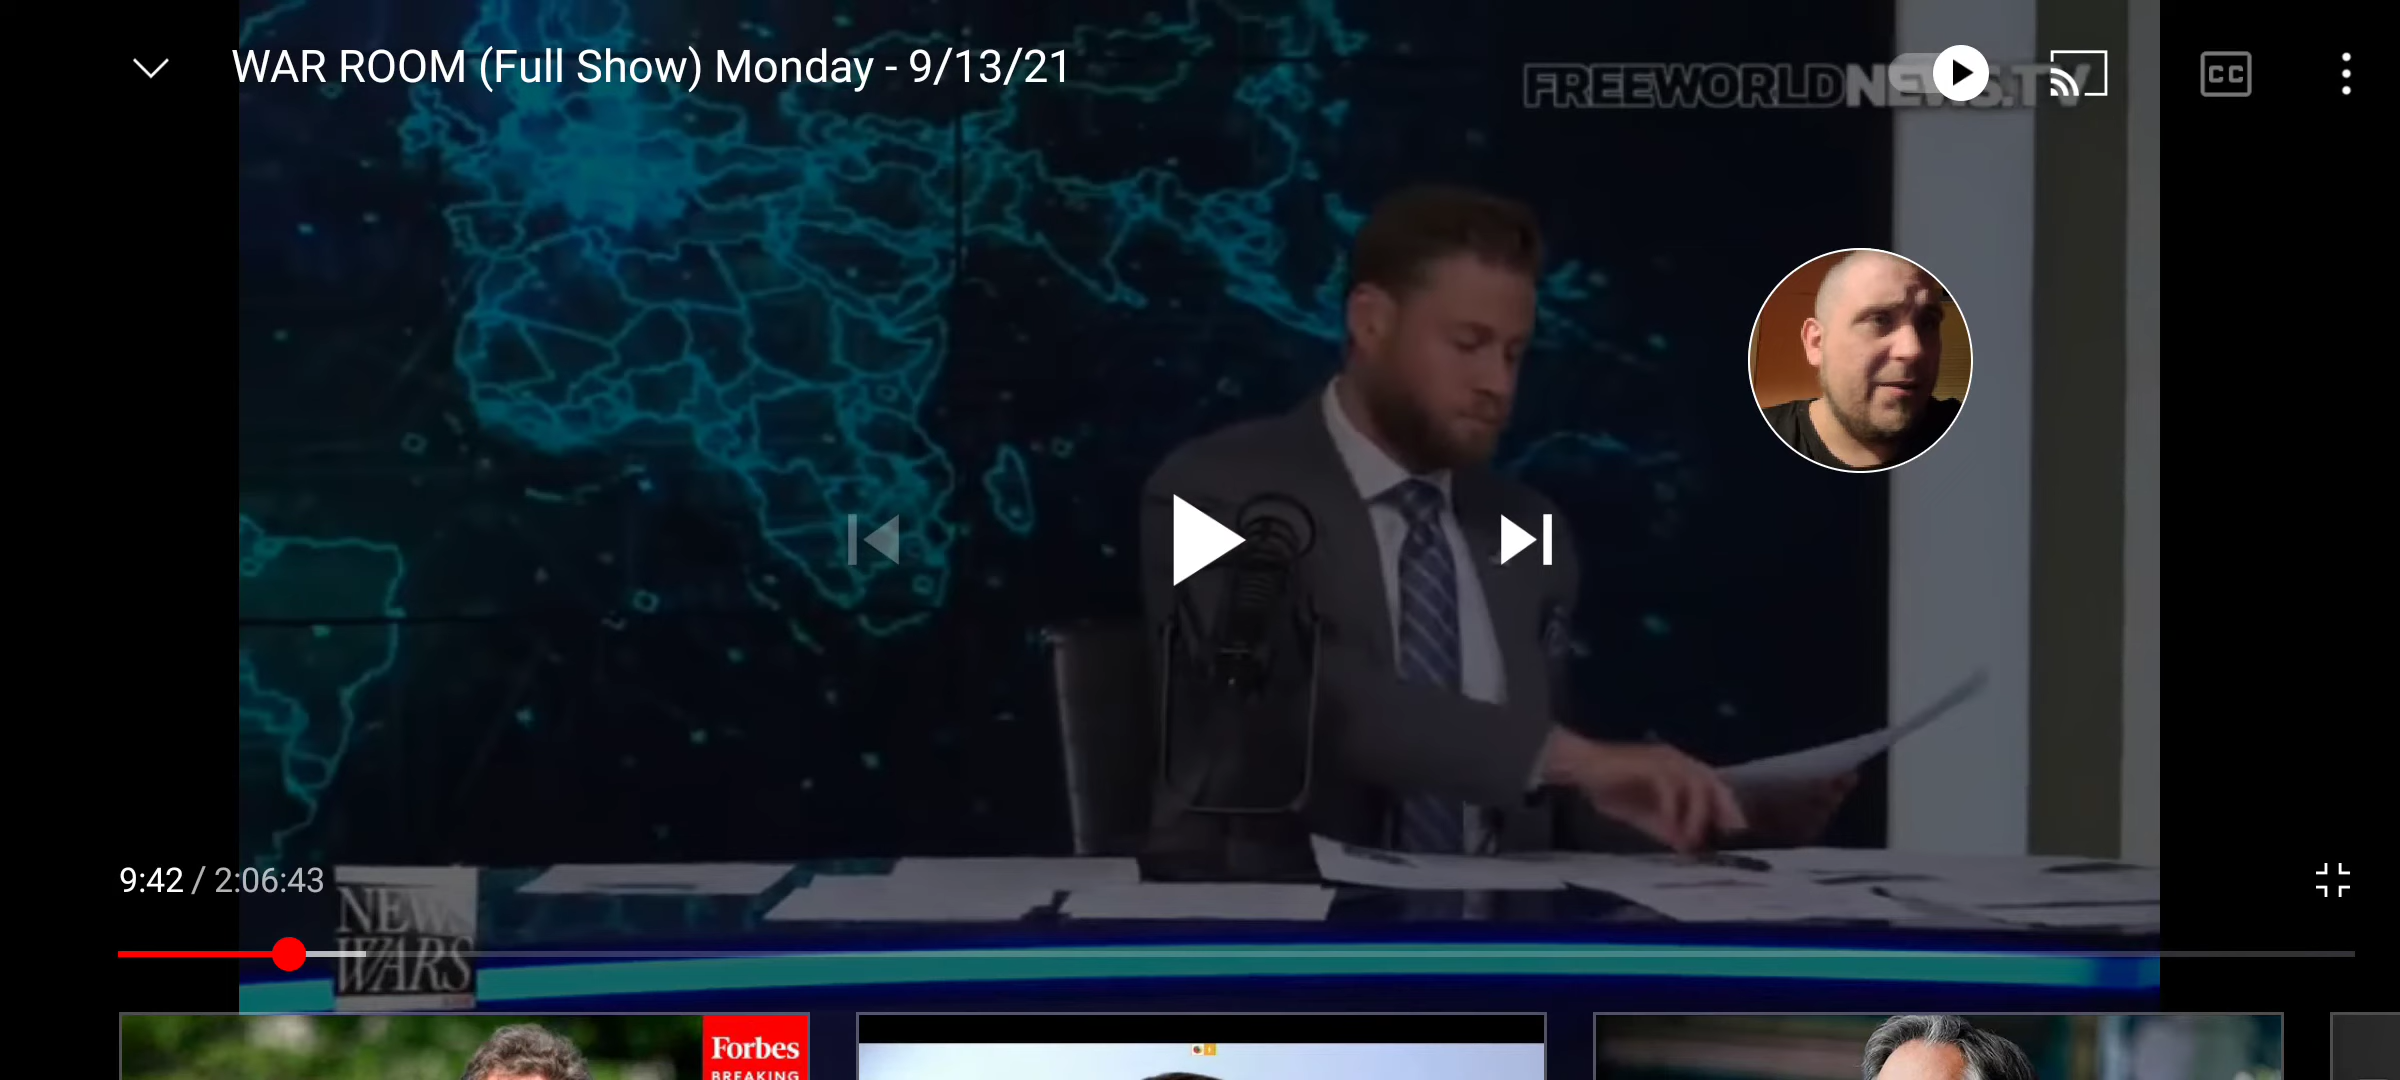 WAR ROOM (Full Show) Monday - 9/13/21
FREEWORLDNEWS.TV
CC
9:42 / 2:06:43
NEWS
WARS
Forbes
BREAKING